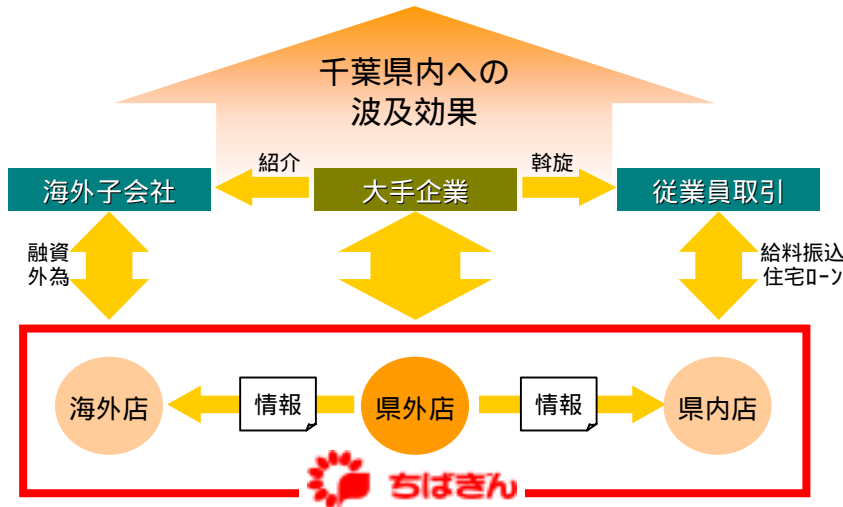 千葉県内への
波及効果
紹介
斡旋
海外子会社
大手企業
従業員取引
融資
外為
給料振込
住宅ﾛｰﾝ
海外店
情報
県外店
情報
県内店
ちばぎん